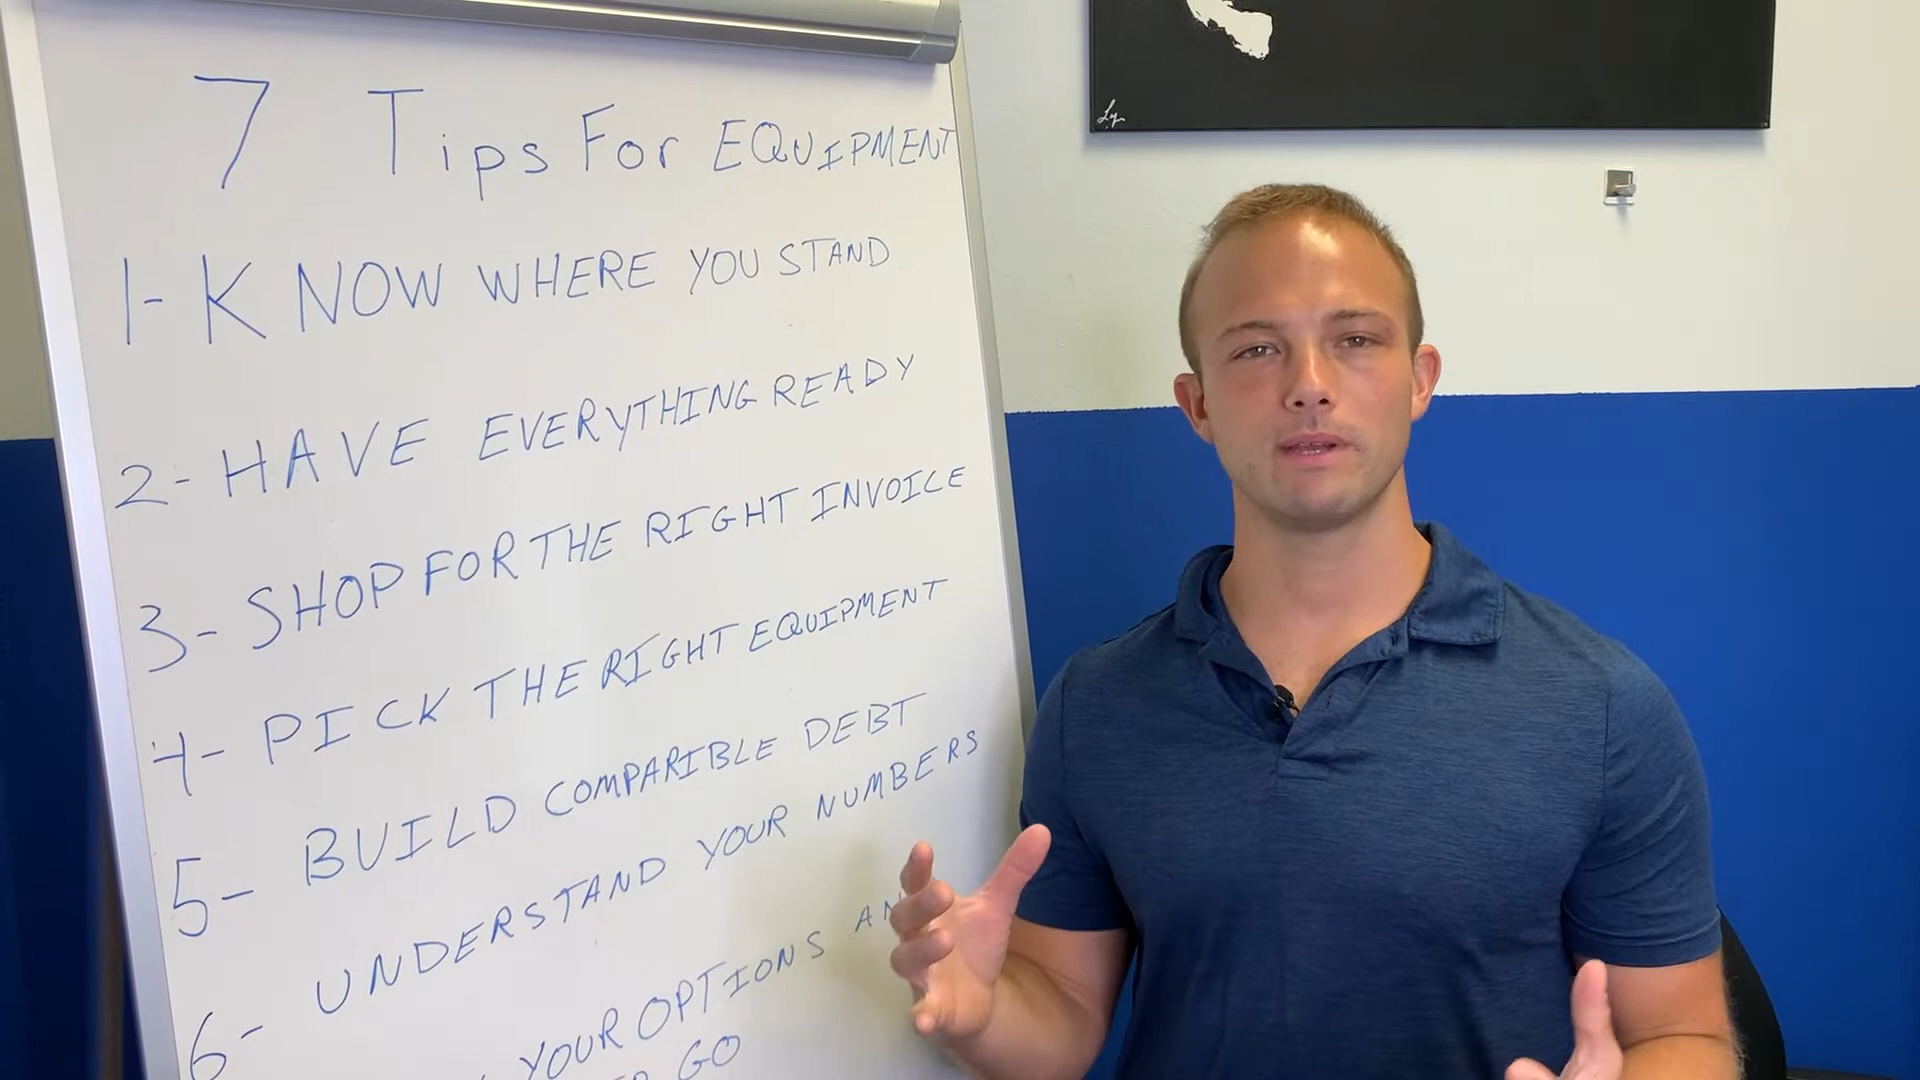 7 Tips For EQUIPMENT
1- KNOW WHERE YOU STAND
2- HAVE EVERYTHING READY
3- SHOP FOR THE RIGHT INVOICE
4- PICK THE RIGHT EQUIPMENT
5- BUILD COMPARIBLE DEBT
6- UNDERSTAND YOUR NUMBERS
YOUR OPTIONS
GO